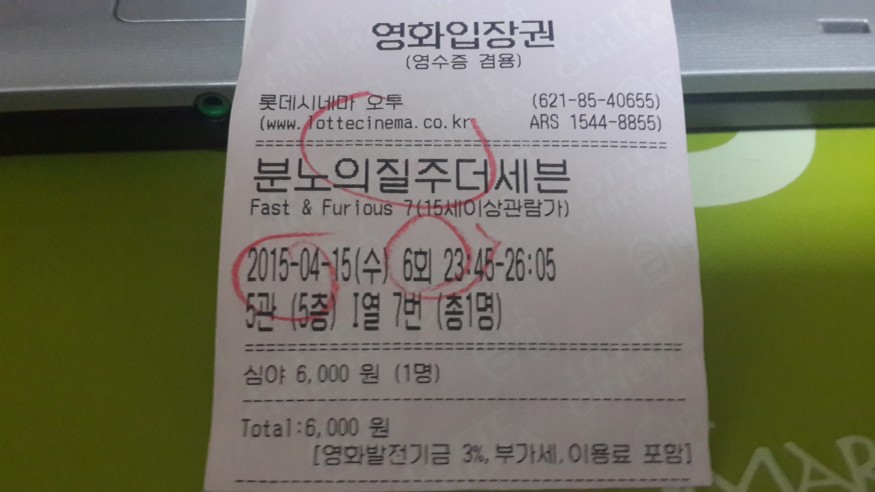 영화입장권
(영수증 겸용)
롯데시네마 오투 (621-85-40655)
(www.lottecinema.co.kr ARS 1544-8855)
분노의질주더세븐
Fast & Furious 7(15세이상관람가)
2015-04-15(수) 6회 23:45-26:05
5관 (5층) I열 7번 (총1명)
심야 6,000 원 (1명)
Total:6,000 원
[영화발전기금 3%,부가세,이용료 포함]